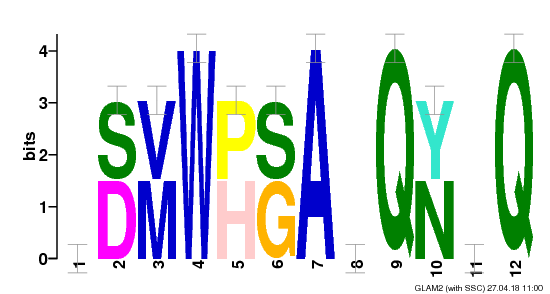 4
3
2
1
0
bits
S V W P S A Q Y Q
D M H G N
1 2 3 4 5 6 7 8 9 10 11 12
GLAM2 (with SSC) 27.04.18 11:00